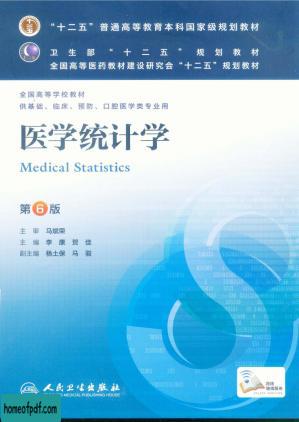 “十二五”普通高等教育本科国家级规划教材
卫生部“十二五”规划教材
全国高等医药教材建设研究会“十二五”规划教材
全国高等学校教材
供基础、临床、预防、口腔医学类专业用
医学统计学
Medical Statistics
第6版
主审 马斌荣
主编 李康 贺佳
副主编 杨土保 马骏
人民卫生出版社
homeofpdf.com